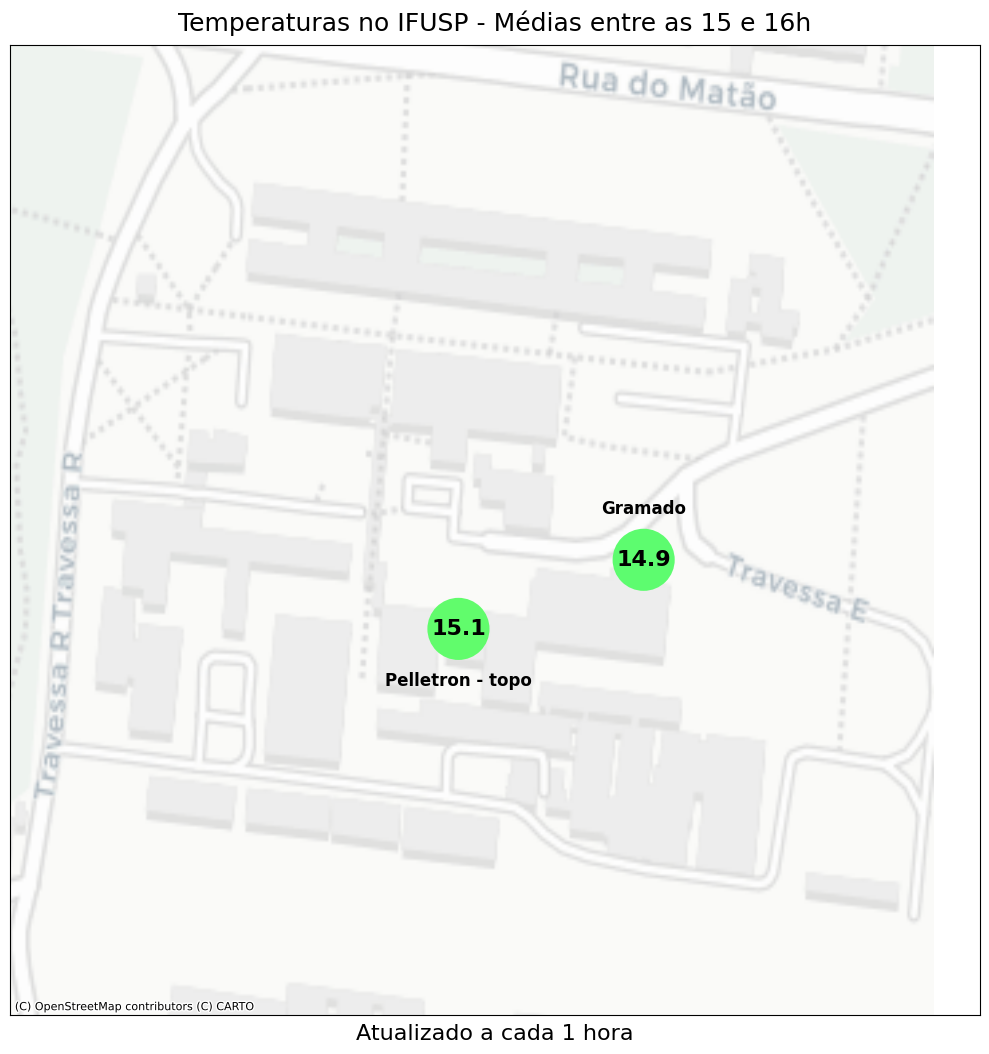 Temperaturas no IFUSP - Médias entre as 15 e 16h
Rua do Matão
Travessa R Travessa R
Gramado
14.9
Travessa E
15.1
Pelletron - topo
(C) OpenStreetMap contributors (C) CARTO
Atualizado a cada 1 hora